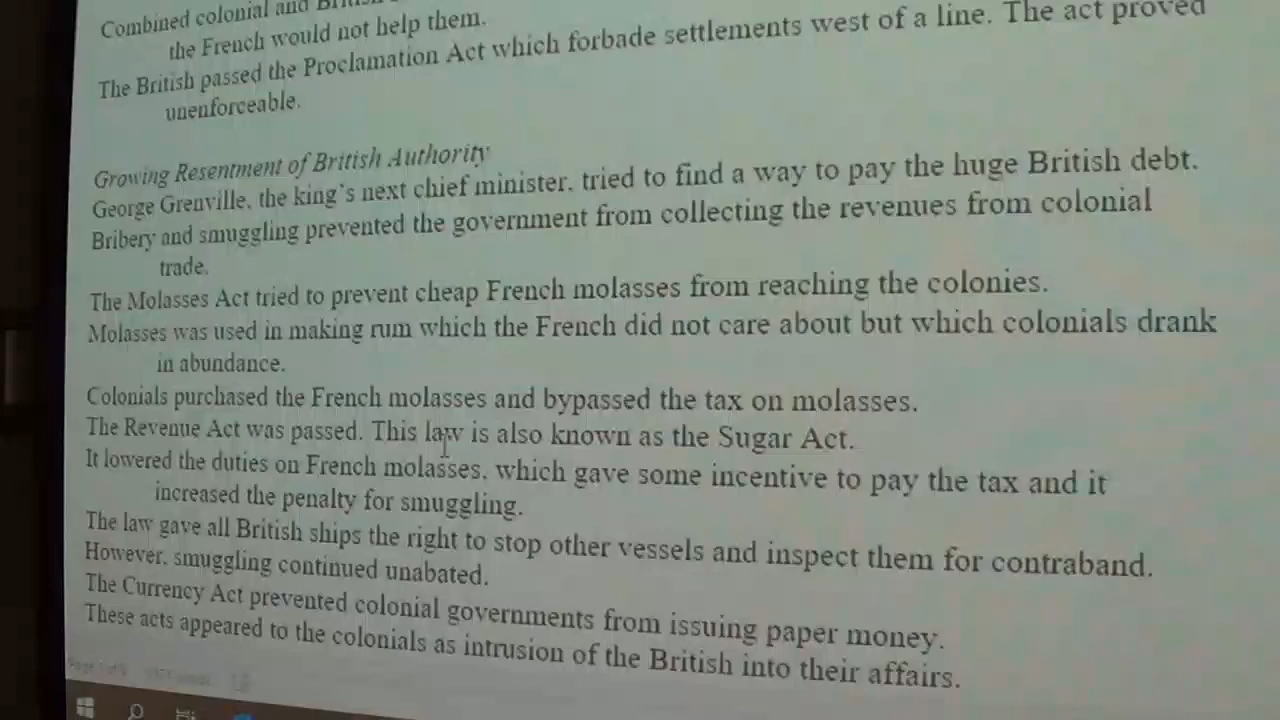 Combined colonial and
the French would not help them.
The British passed the Proclamation Act which forbade settlements west of a line. The act proved
unenforceable.
Growing Resentment of British Authority
George Grenville, the king's next chief minister, tried to find a way to pay the huge British debt.
Bribery and smuggling prevented the government from collecting the revenues from colonial
trade.
The Molasses Act tried to prevent cheap French molasses from reaching the colonies.
Molasses was used in making rum which the French did not care about but which colonials drank
in abundance.
Colonials purchased the French molasses and bypassed the tax on molasses.
The Revenue Act was passed. This law is also known as the Sugar Act.
It lowered the duties on French molasses, which gave some incentive to pay the tax and it
increased the penalty for smuggling.
The law gave all British ships the right to stop other vessels and inspect them for contraband.
However, smuggling continued unabated.
The Currency Act prevented colonial governments from issuing paper money.
These acts appeared to the colonials as intrusion of the British into their affairs.